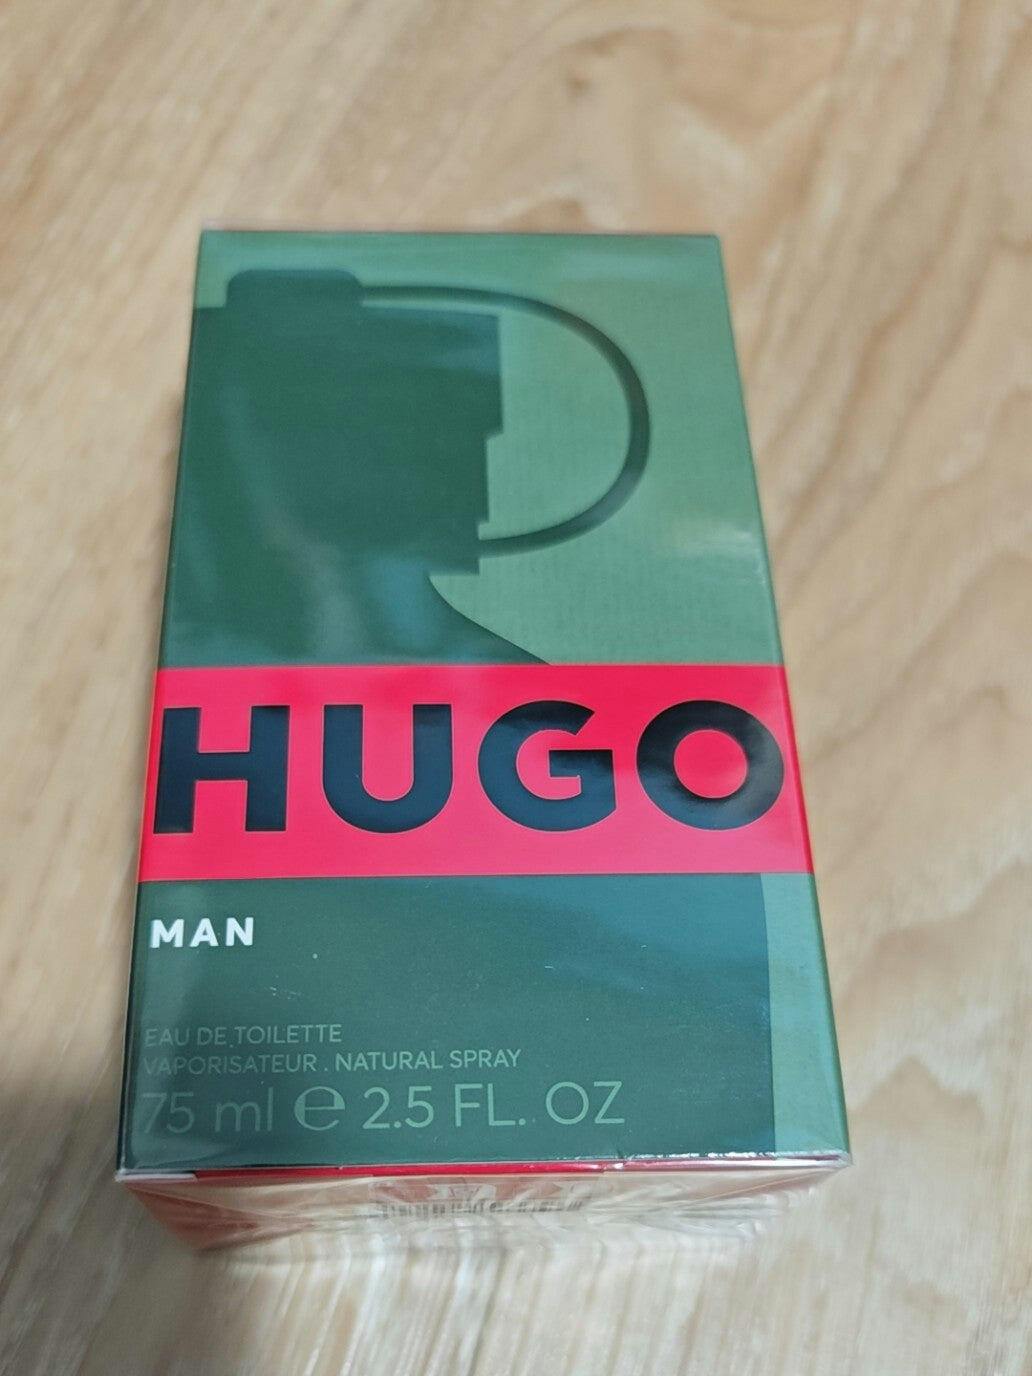 HUGO
MAN
EAU DE TOILETTE
VAPORISATEUR . NATURAL SPRAY
75 ml ℮ 2.5 FL. OZ